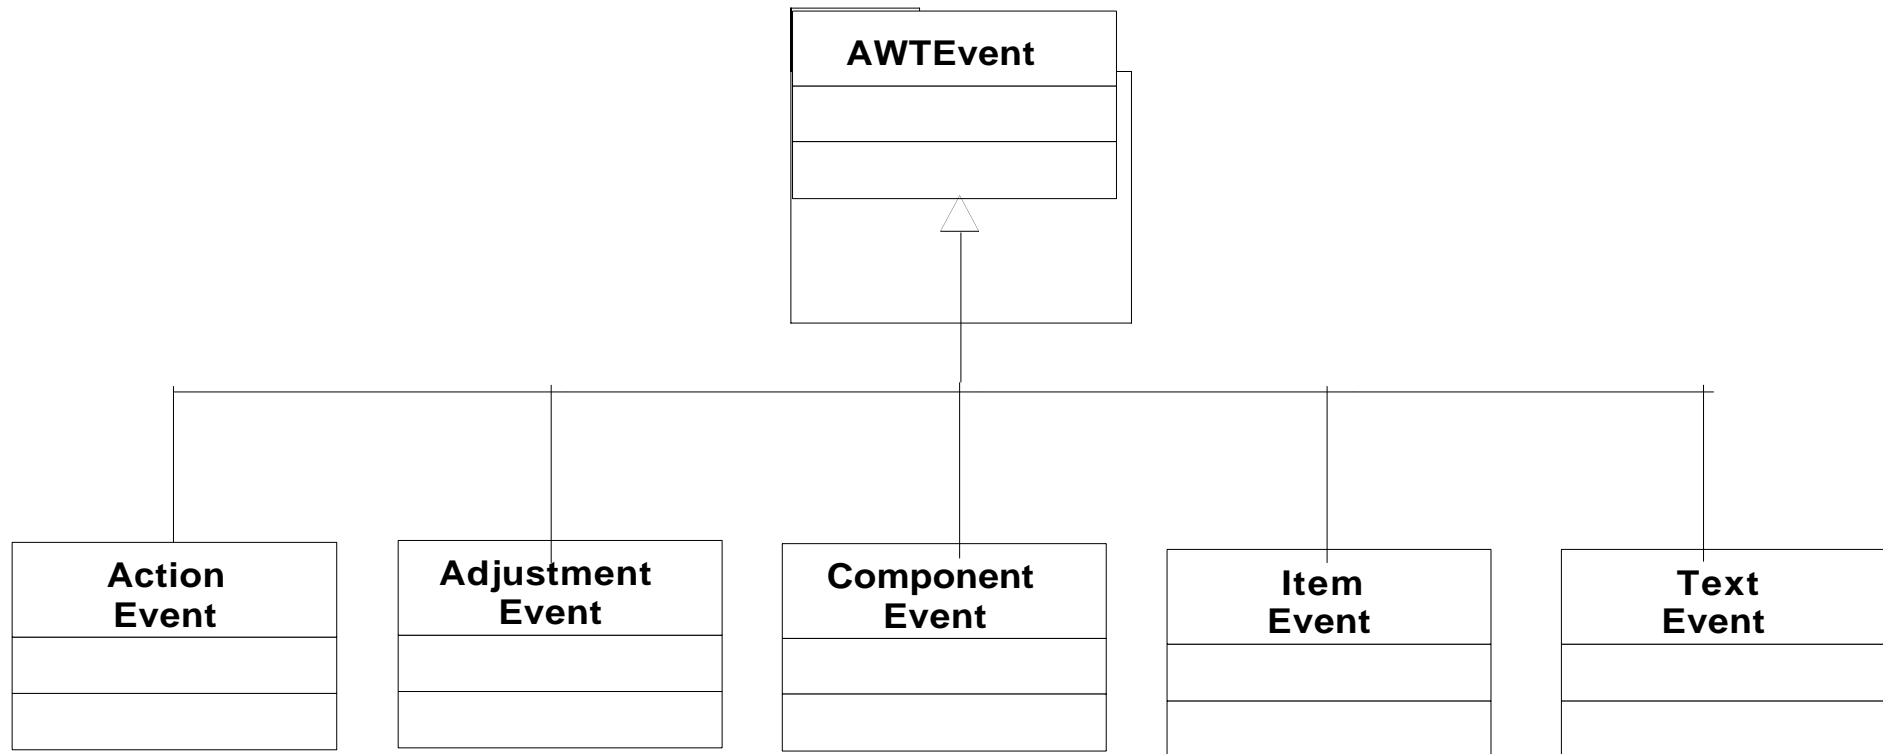 AWTEvent
Action
Event
Adjustment
Event
Component
Event
Item
Event
Text
Event